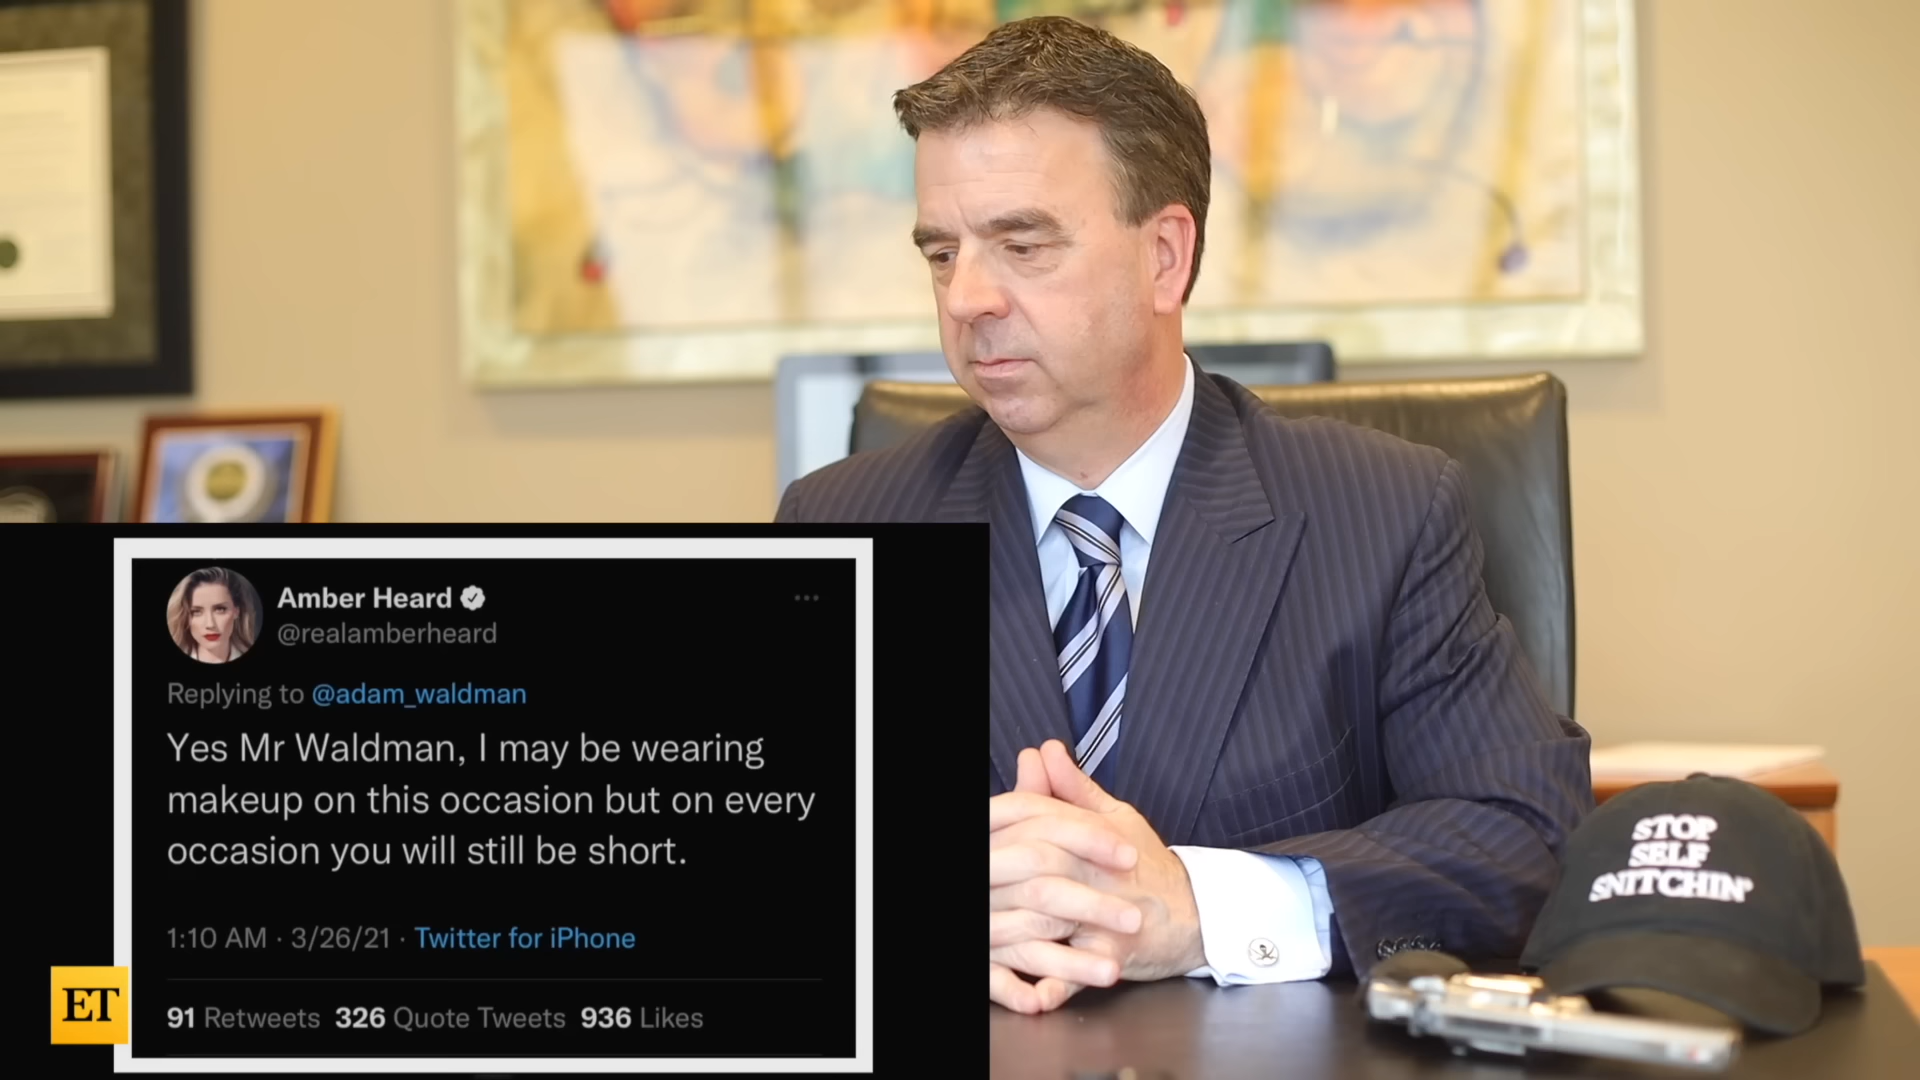 Amber Heard
@realamberheard
Replying to @adam_waldman
Yes Mr Waldman, I may be wearing
makeup on this occasion but on every
occasion you will still be short.
1:10 AM · 3/26/21 · Twitter for iPhone
91 Retweets 326 Quote Tweets 936 Likes
ET
STOP
SELF
SNITCHIN'